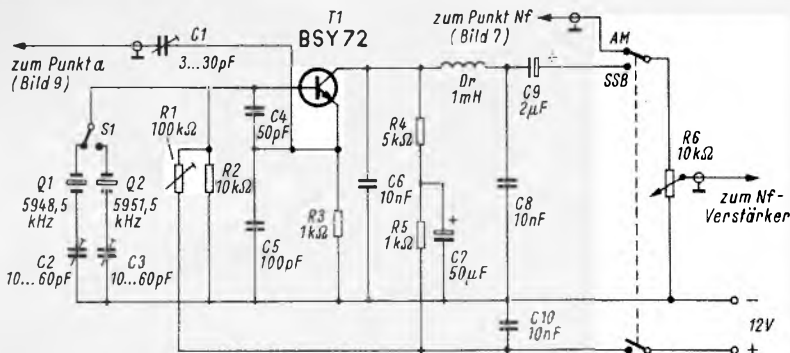 zum Punkt a
(Bild 9)
C1
3...30pF
T1
BSY 72
zum Punkt Nf
(Bild 7)
AM
SSB
Dr
1mH
C9
2µF
S1
R1
100kΩ
R2
10kΩ
C4
50pF
R4
5kΩ
R6
10kΩ
zum Nf-
Verstärker
Q1
5948,5
kHz
Q2
5951,5
kHz
C6
10nF
C8
10nF
C2
10...60pF
C3
10...60pF
C5
100pF
R3
1kΩ
R5
1kΩ
+
C7
50µF
C10
10nF
-
12V
+